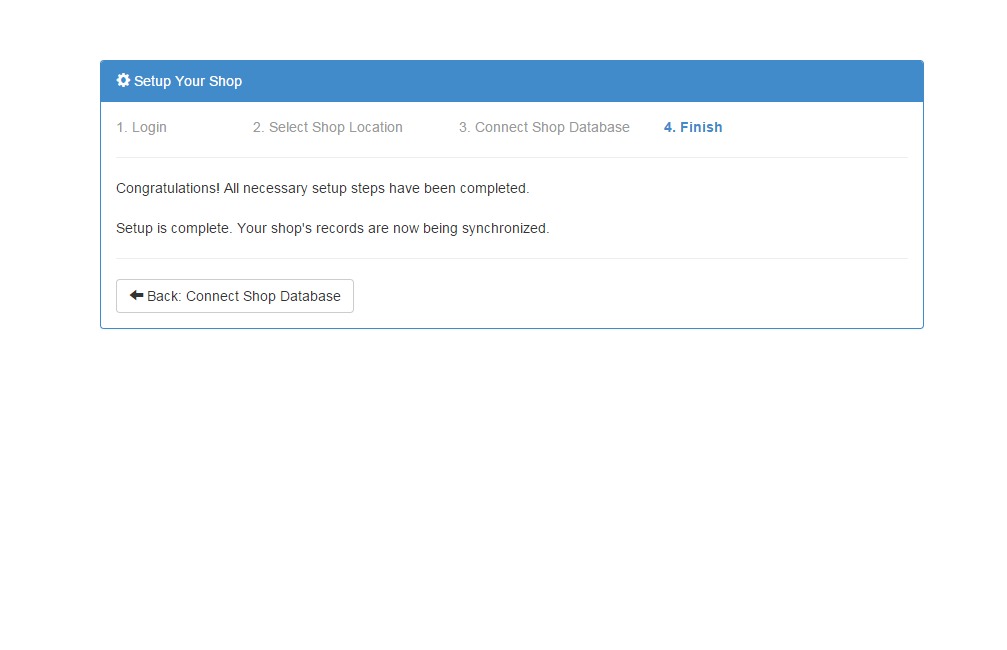 Setup Your Shop
1. Login 2. Select Shop Location 3. Connect Shop Database 4. Finish
Congratulations! All necessary setup steps have been completed.
Setup is complete. Your shop's records are now being synchronized.
Back: Connect Shop Database